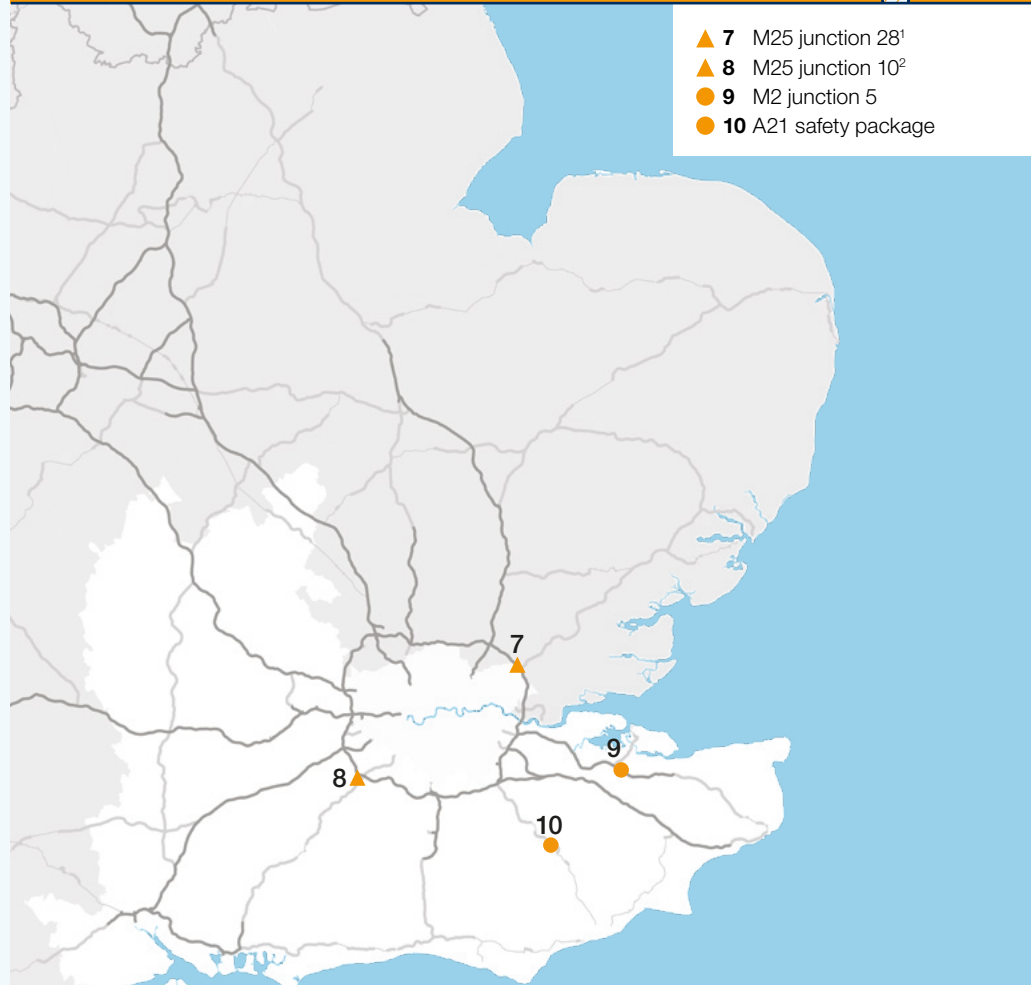 7 M25 junction 28¹
8 M25 junction 10²
9 M2 junction 5
10 A21 safety package
7
9
8
10